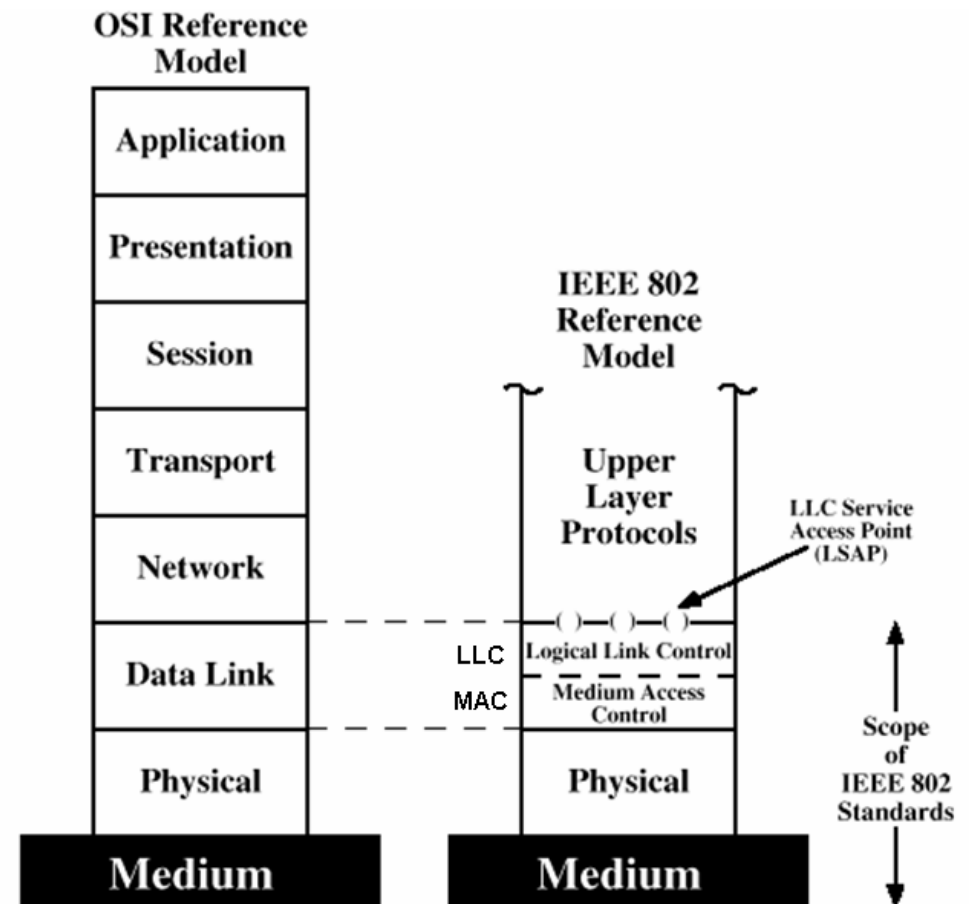 OSI Reference
Model
Application
Presentation
Session
Transport
Network
Data Link
Physical
Medium
IEEE 802
Reference
Model
Upper
Layer
Protocols
LLC Service
Access Point
(LSAP)
LLC
Logical Link Control
MAC
Medium Access
Control
Physical
Medium
Scope
of
IEEE 802
Standards